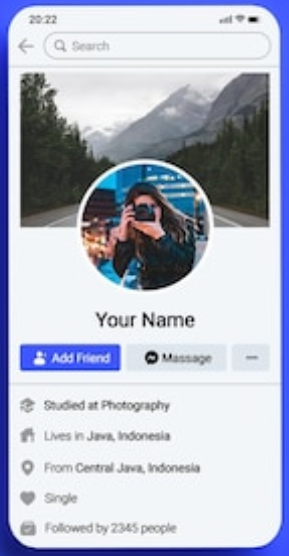 20:22
Search
Your Name
Add Friend
Massage
Studied at Photography
Lives in Java, Indonesia
From Central Java, Indonesia
Single
Followed by 2345 people